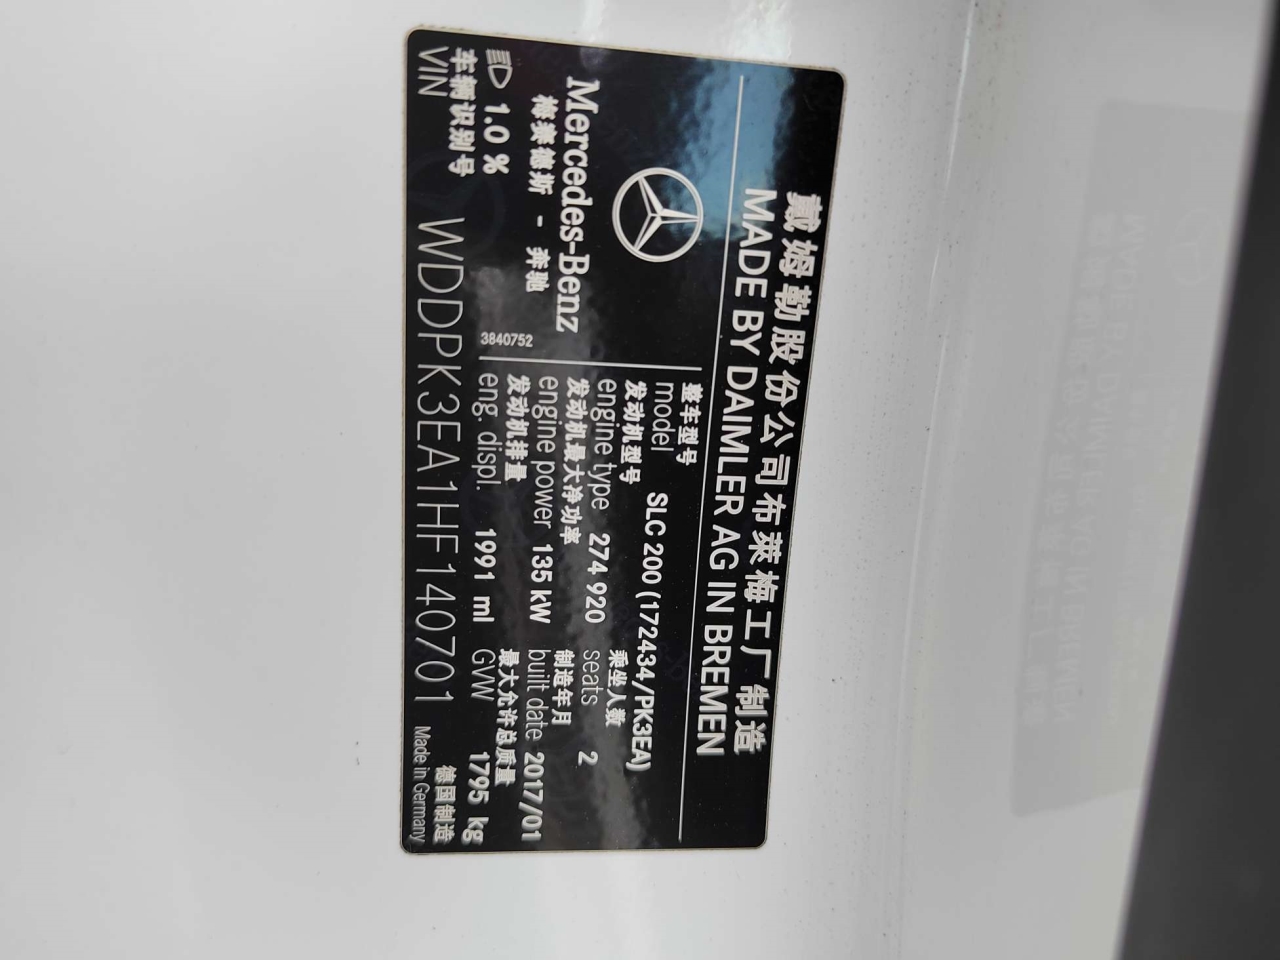 戴姆勒股份公司布莱梅工厂制造
MADE BY DAIMLER AG IN BREMEN
Mercedes-Benz
梅赛德斯 - 奔驰
1.0 %
3840752
整车型号
model SLC 200 (172434/PK3EA)
发动机型号 乘坐人数
engine type 274 920 seats 2
发动机最大净功率 制造年月
engine power 135 kW built date 2017/01
发动机排量 最大允许总质量
eng. displ. 1991 ml GVW 1795 kg
车辆识别号 德国制造
VIN WDDPK3EA1HF140701 Made in Germany